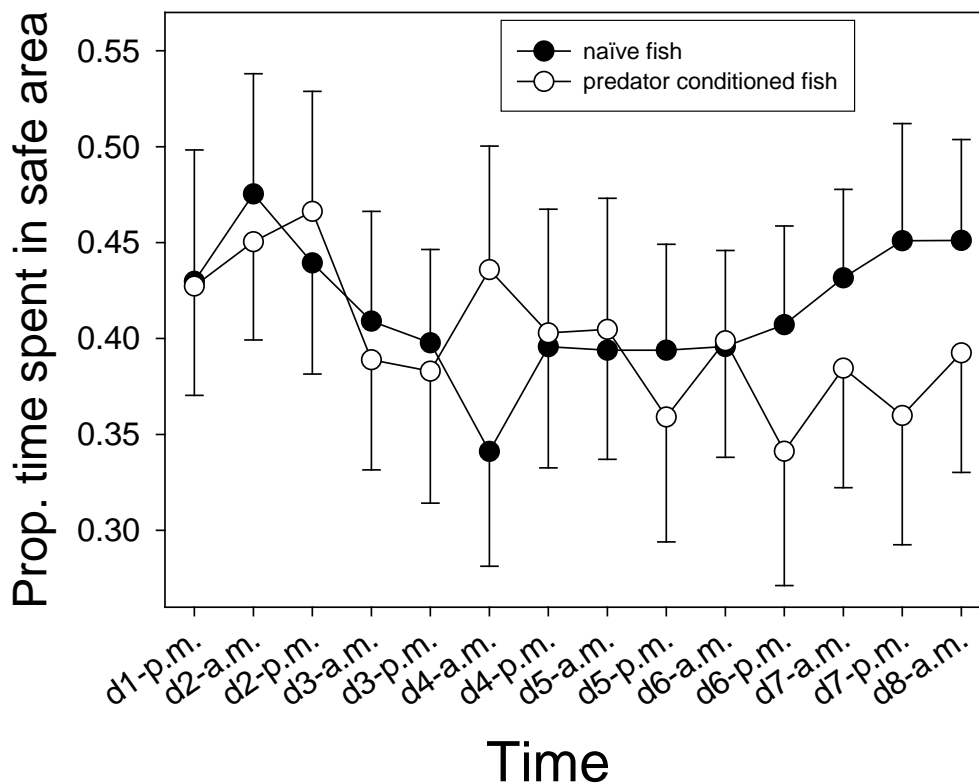 Prop. time spent in safe area
0.55
0.50
0.45
0.40
0.35
0.30
naïve fish
predator conditioned fish
d1-p.m.
d2-a.m.
d2-p.m.
d3-a.m.
d3-p.m.
d4-a.m.
d4-p.m.
d5-a.m.
d5-p.m.
d6-a.m.
d6-p.m.
d7-a.m.
d7-p.m.
d8-a.m.
Time